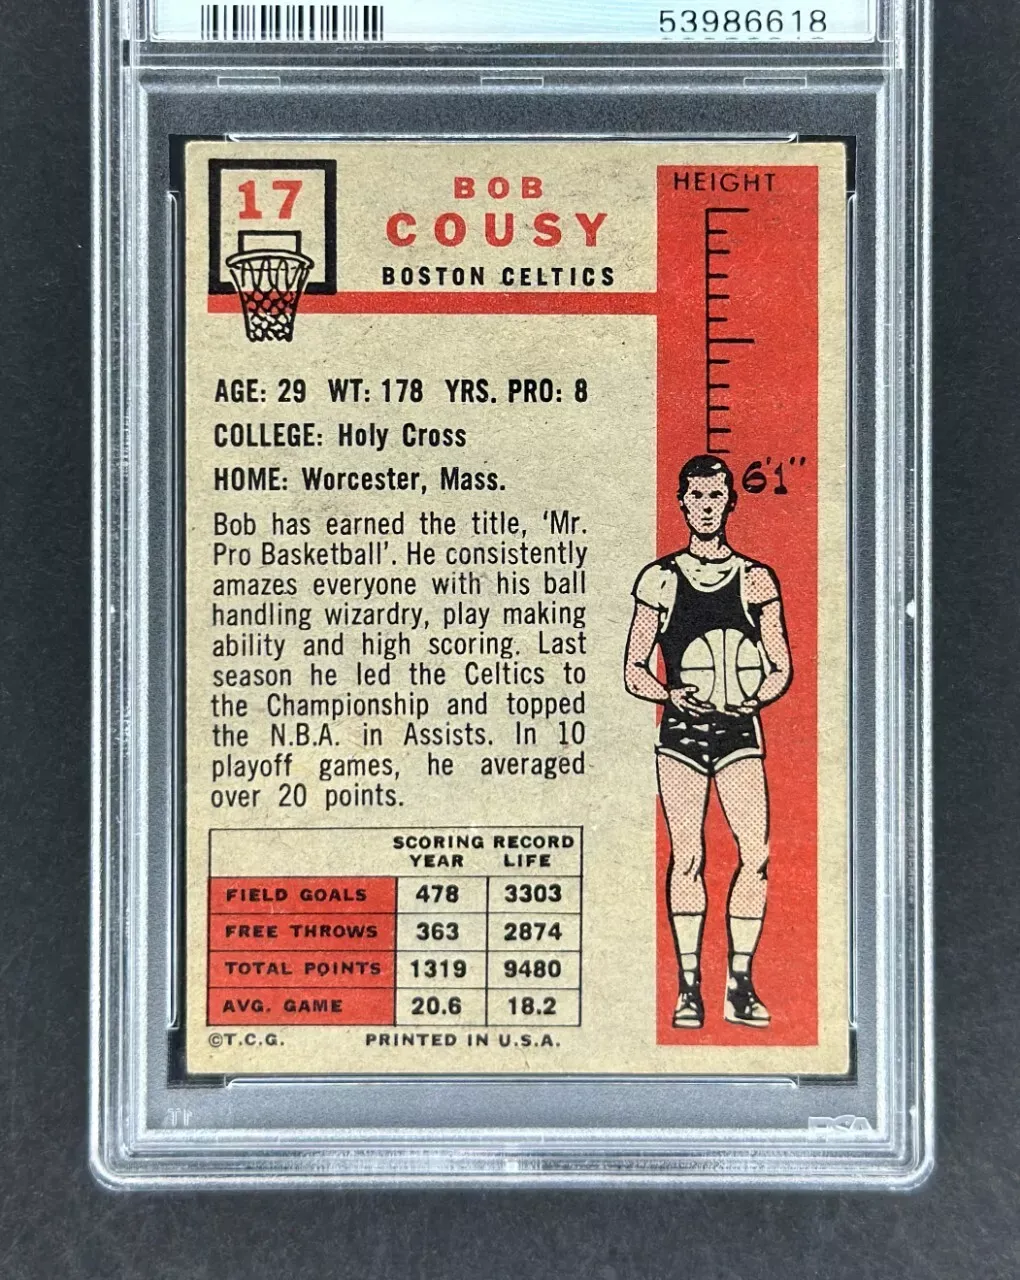 53986618
17
BOB
COUSY
BOSTON CELTICS
HEIGHT
AGE: 29 WT: 178 YRS. PRO: 8
COLLEGE: Holy Cross
HOME: Worcester, Mass.
6'1"
Bob has earned the title, 'Mr.
Pro Basketball'. He consistently
amazes everyone with his ball
handling wizardry, play making
ability and high scoring. Last
season he led the Celtics to
the Championship and topped
the N.B.A. in Assists. In 10
playoff games, he averaged
over 20 points.
SCORING RECORD
YEAR LIFE
FIELD GOALS 478 3303
FREE THROWS 363 2874
TOTAL POINTS 1319 9480
AVG. GAME 20.6 18.2
©T.C.G. PRINTED IN U.S.A.
PSA